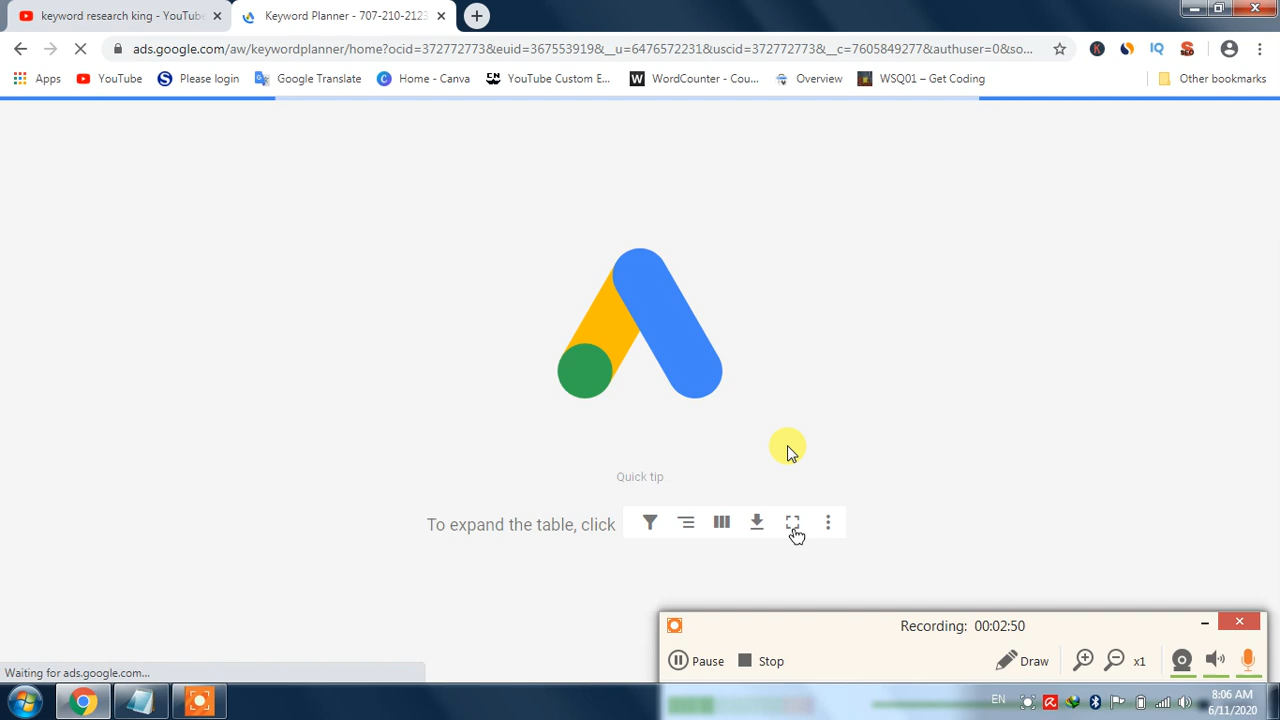 keyword research king - YouTube
Keyword Planner - 707-210-2123
ads.google.com/aw/keywordplanner/home?ocid=372772773&euid=367553919&__u=6476572231&uscid=372772773&__c=7605849277&authuser=0&so...
Apps
YouTube
Please login
Google Translate
Home - Canva
YouTube Custom E...
WordCounter - Cou...
Overview
WSQ01 – Get Coding
Other bookmarks
Quick tip
To expand the table, click
Recording: 00:02:50
Pause
Stop
Draw
x1
Waiting for ads.google.com...
EN
8:06 AM
6/11/2020